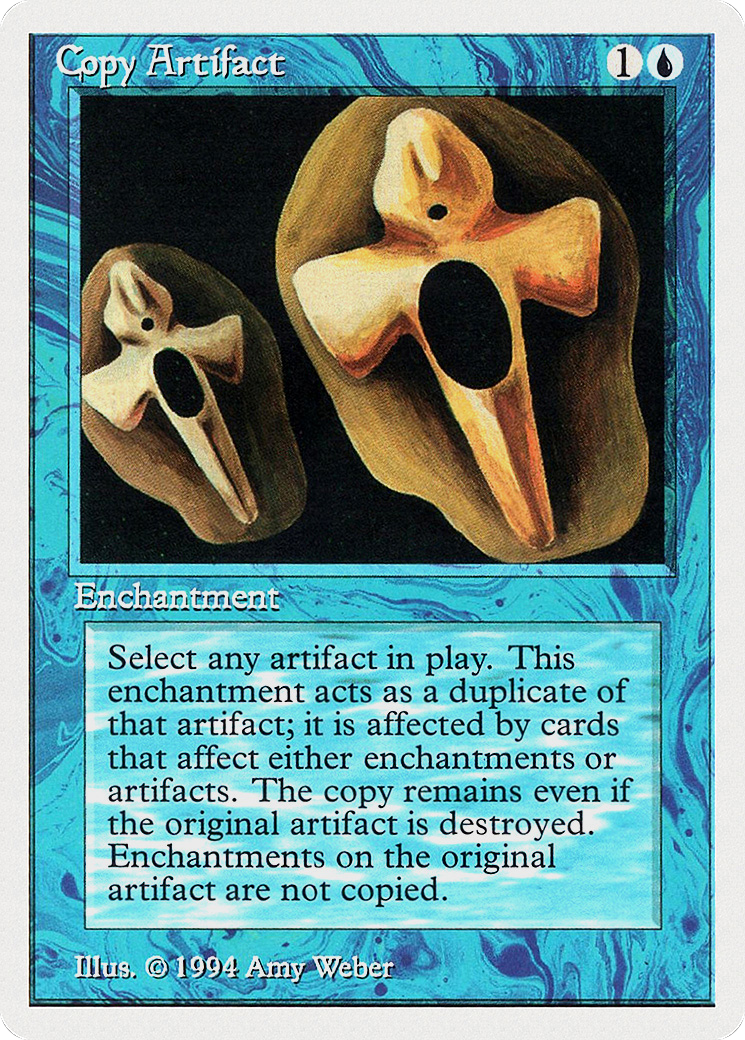 Copy Artifact 1
Enchantment
Select any artifact in play. This
enchantment acts as a duplicate of
that artifact; it is affected by cards
that affect either enchantments or
artifacts. The copy remains even if
the original artifact is destroyed.
Enchantments on the original
artifact are not copied.
Illus. © 1994 Amy Weber